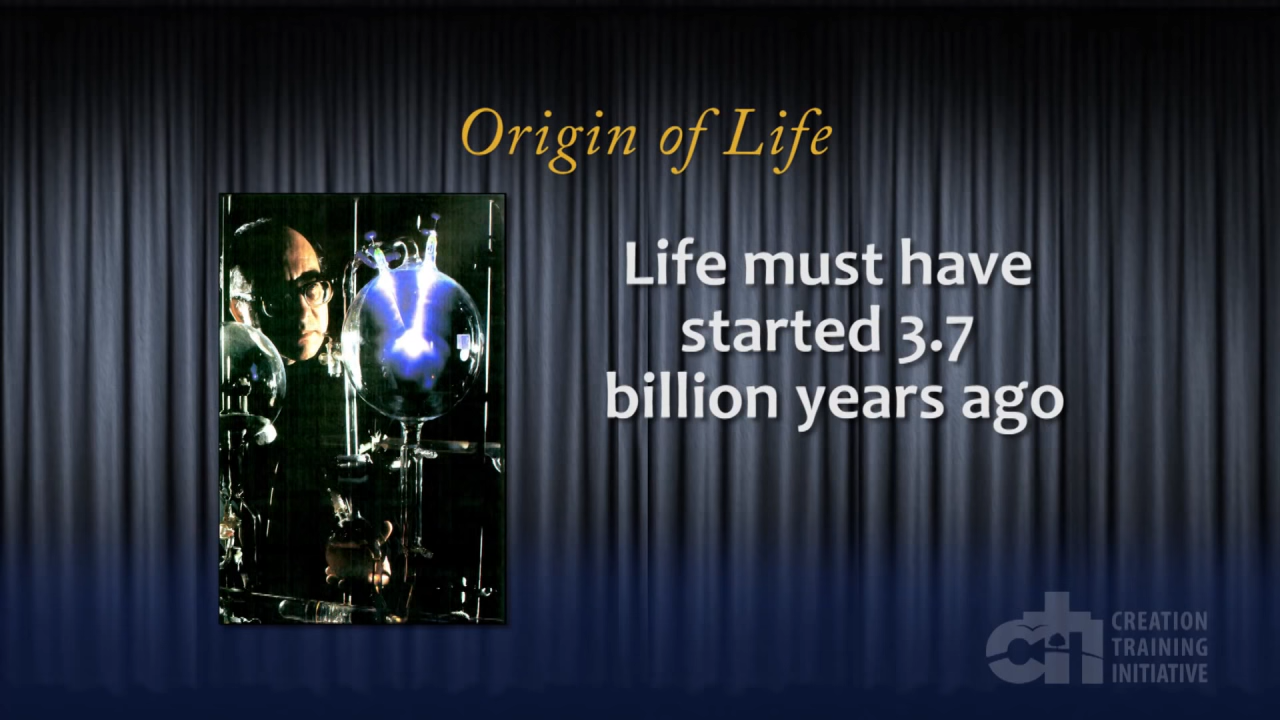 Origin of Life
Life must have
started 3.7
billion years ago
CREATION
TRAINING
INITIATIVE